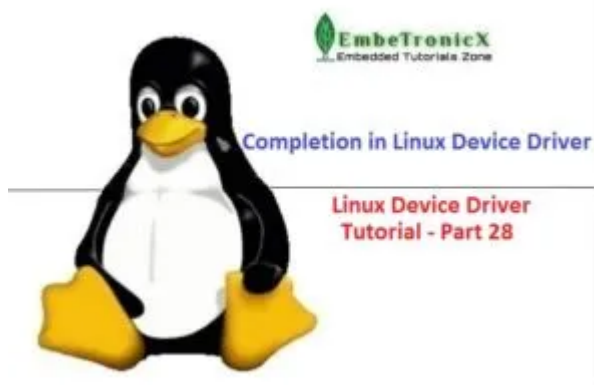 EmbeTronicX
Embedded Tutorials Zone
Completion in Linux Device Driver
Linux Device Driver
Tutorial - Part 28